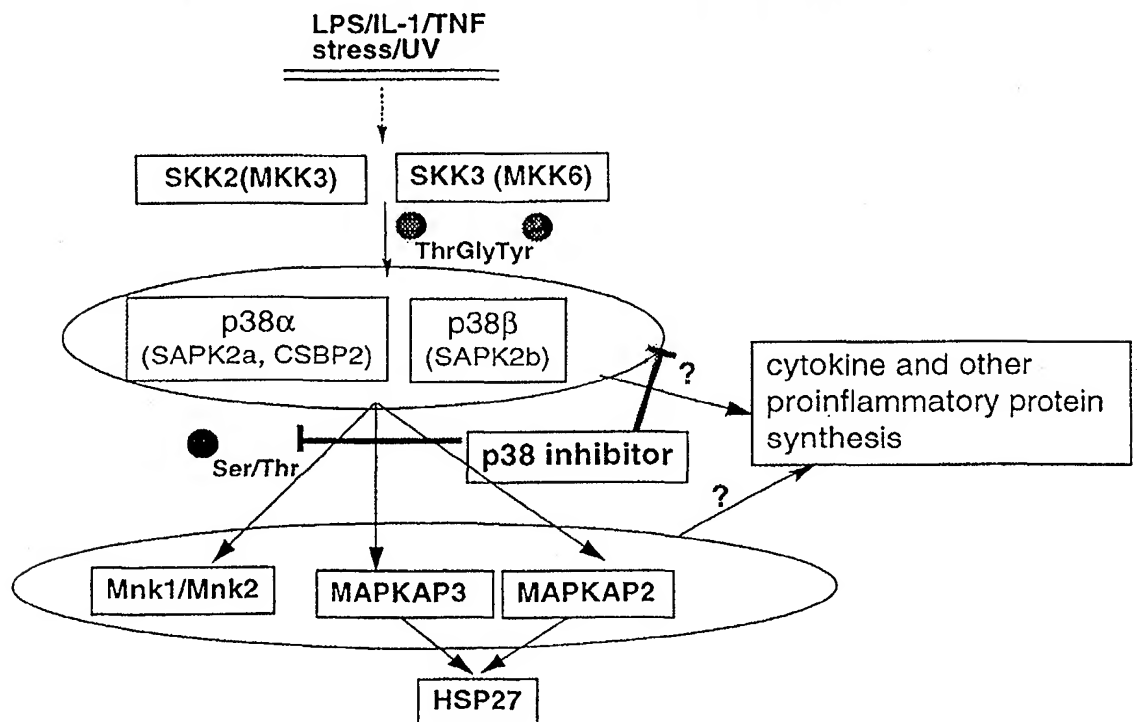 LPS/IL-1/TNF
stress/UV
SKK2(MKK3)
SKK3 (MKK6)
ThrGlyTyr
p38α
(SAPK2a, CSBP2)
p38β
(SAPK2b)
?
cytokine and other
proinflammatory protein
synthesis
Ser/Thr
p38 inhibitor
?
Mnk1/Mnk2
MAPKAP3
MAPKAP2
HSP27